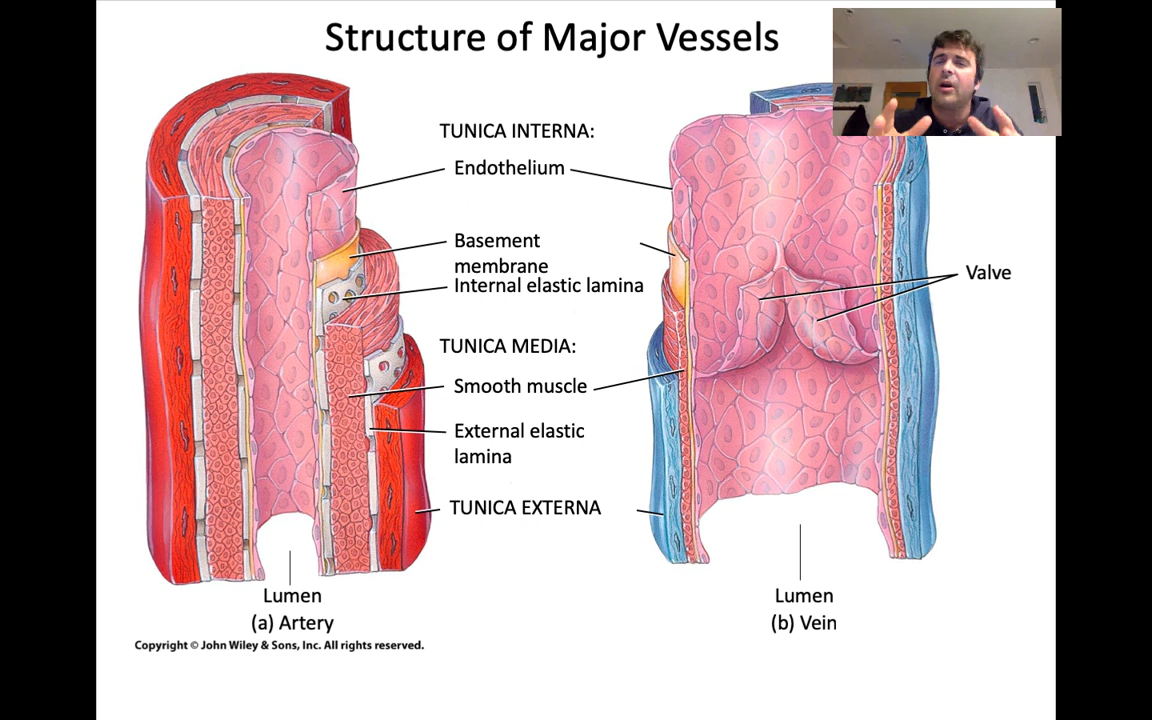 Structure of Major Vessels
TUNICA INTERNA:
Endothelium
Basement
membrane
Internal elastic lamina
Valve
TUNICA MEDIA:
Smooth muscle
External elastic
lamina
TUNICA EXTERNA
Lumen
(a) Artery
Lumen
(b) Vein
Copyright © John Wiley & Sons, Inc. All rights reserved.